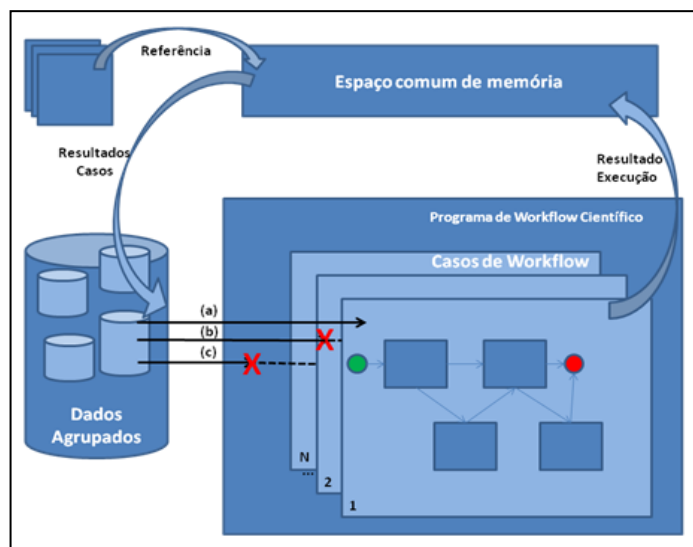 Referência
Espaço comum de memória
Resultados
Casos
Resultado
Execução
Programa de Workflow Científico
Casos de Workflow
(a)
(b)
(c)
Dados
Agrupados
N
...
2
1